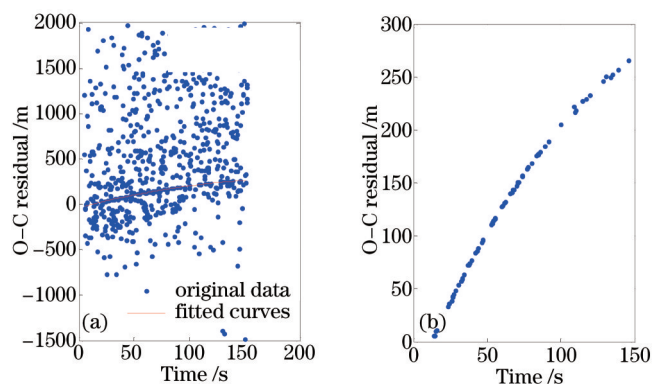 2000
1500
1000
500
0
−500
−1000
−1500
O−C residual /m
(a)
original data
fitted curves
0 50 100 150 200
Time /s
300
250
200
150
100
50
0
O−C residual /m
(b)
0 50 100 150
Time /s